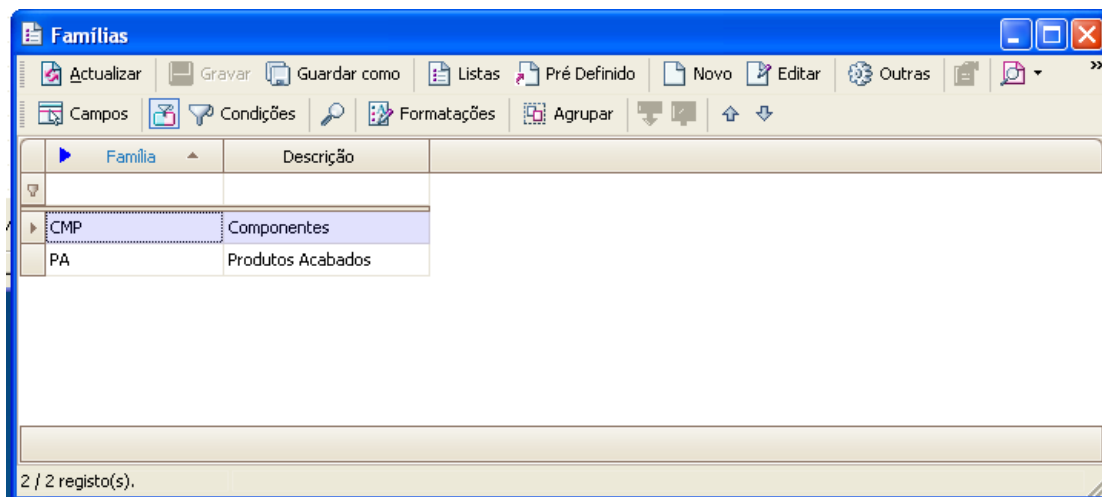 Famílias
Actualizar Gravar Guardar como Listas Pré Definido Novo Editar Outras »
Campos Condições Formatações Agrupar
Família Descrição
CMP Componentes
PA Produtos Acabados
2 / 2 registo(s).